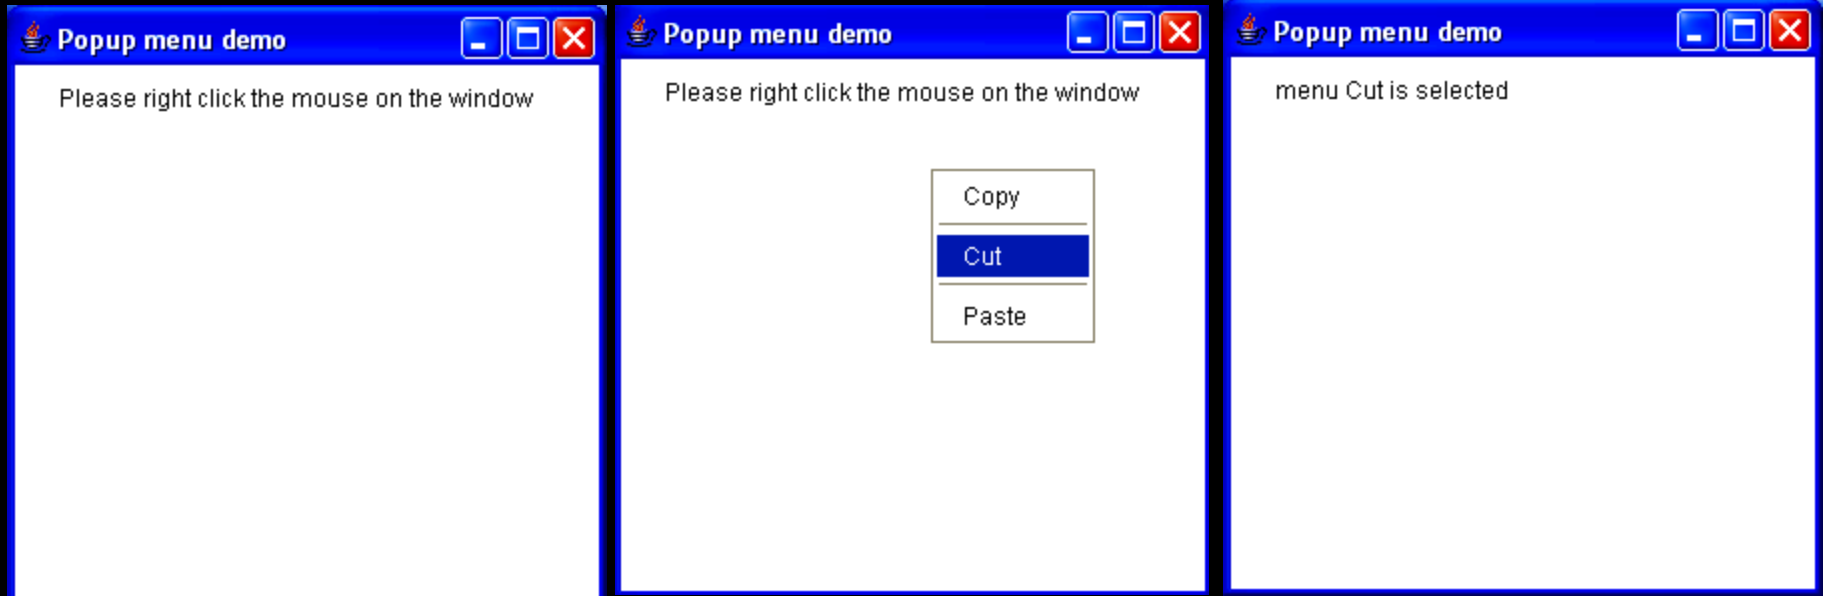 Popup menu demo
Please right click the mouse on the window
Popup menu demo
Please right click the mouse on the window
Copy
Cut
Paste
Popup menu demo
menu Cut is selected